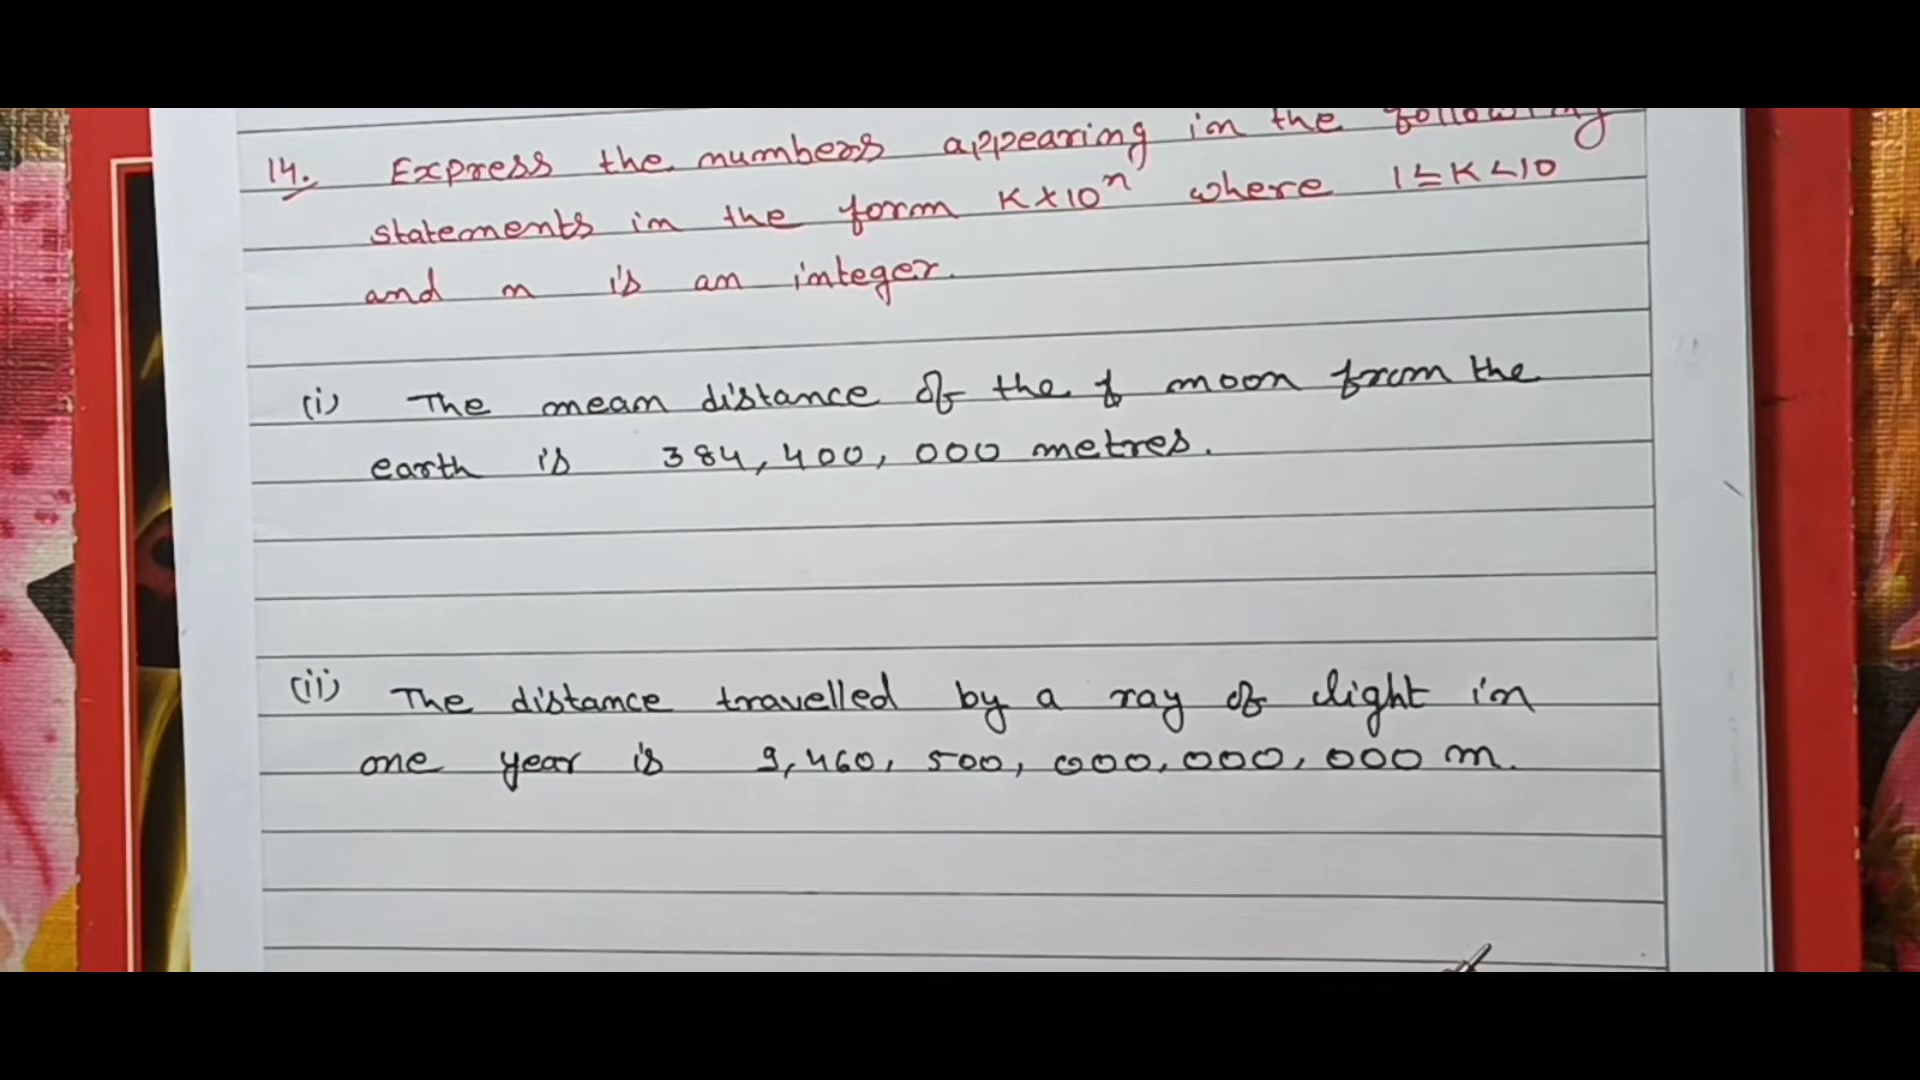 14. Express the numbers appearing in the following
statements in the form K×10ⁿ where 1≤K<10
and n is an integer.
(i) The mean distance of the moon from the
earth is 384,400,000 metres.
(ii) The distance travelled by a ray of light in
one year is 9,460,500,000,000,000 m.